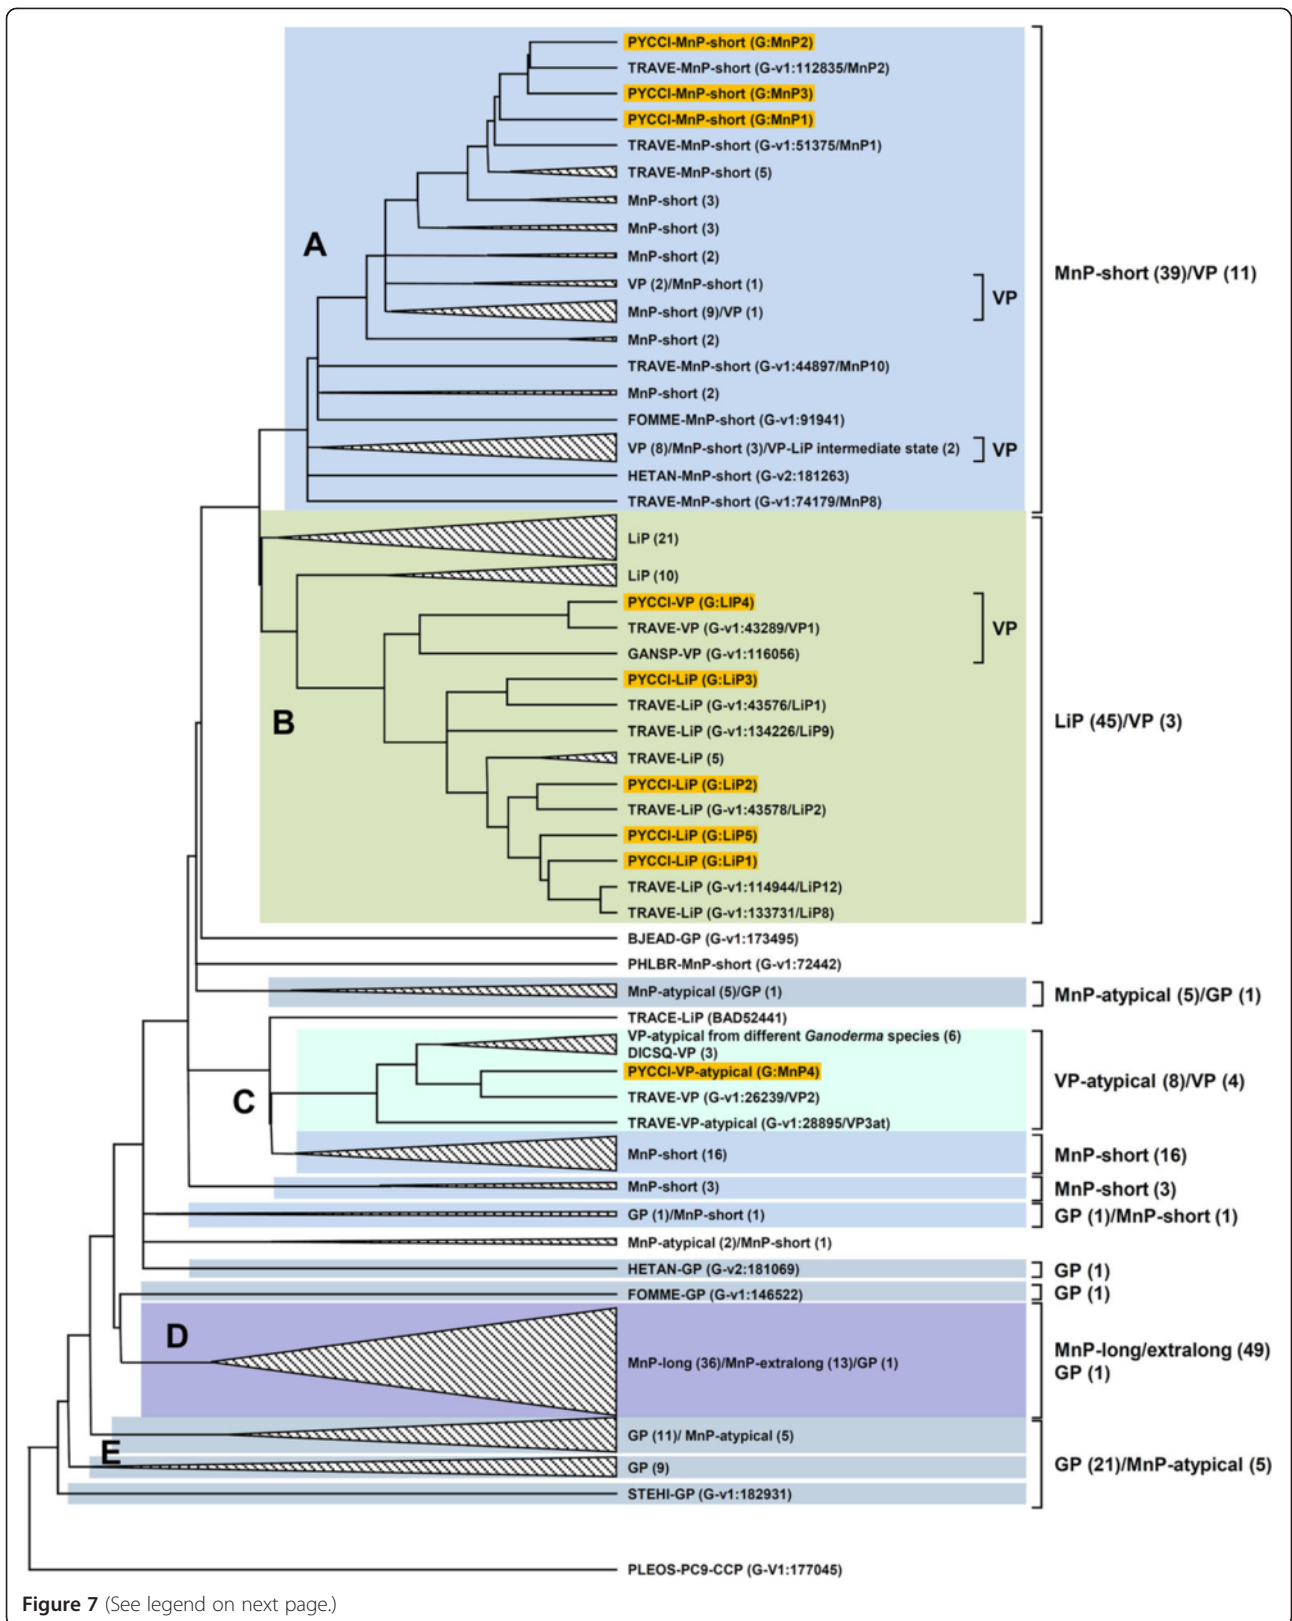 PYCCI-MnP-short (G:MnP2)
TRAVE-MnP-short (G-v1:112835/MnP2)
PYCCI-MnP-short (G:MnP3)
PYCCI-MnP-short (G:MnP1)
TRAVE-MnP-short (G-v1:51375/MnP1)
TRAVE-MnP-short (5)
MnP-short (3)
MnP-short (3)
A
MnP-short (2)
MnP-short (39)/VP (11)
VP (2)/MnP-short (1)
VP
MnP-short (9)/VP (1)
MnP-short (2)
TRAVE-MnP-short (G-v1:44897/MnP10)
MnP-short (2)
FOMME-MnP-short (G-v1:91941)
VP (8)/MnP-short (3)/VP-LiP intermediate state (2)
VP
HETAN-MnP-short (G-v2:181263)
TRAVE-MnP-short (G-v1:74179/MnP8)
LiP (21)
LiP (10)
PYCCI-VP (G:LIP4)
TRAVE-VP (G-v1:43289/VP1)
VP
GANSP-VP (G-v1:116056)
PYCCI-LiP (G:LiP3)
TRAVE-LiP (G-v1:43576/LiP1)
B
LiP (45)/VP (3)
TRAVE-LiP (G-v1:134226/LiP9)
TRAVE-LiP (5)
PYCCI-LiP (G:LiP2)
TRAVE-LiP (G-v1:43578/LiP2)
PYCCI-LiP (G:LiP5)
PYCCI-LiP (G:LiP1)
TRAVE-LiP (G-v1:114944/LiP12)
TRAVE-LiP (G-v1:133731/LiP8)
BJEAD-GP (G-v1:173495)
PHLBR-MnP-short (G-v1:72442)
MnP-atypical (5)/GP (1)
MnP-atypical (5)/GP (1)
TRACE-LiP (BAD52441)
VP-atypical from different Ganoderma species (6)
DICSQ-VP (3)
PYCCI-VP-atypical (G:MnP4)
VP-atypical (8)/VP (4)
C
TRAVE-VP (G-v1:26239/VP2)
TRAVE-VP-atypical (G-v1:28895/VP3at)
MnP-short (16)
MnP-short (16)
MnP-short (3)
MnP-short (3)
GP (1)/MnP-short (1)
GP (1)/MnP-short (1)
MnP-atypical (2)/MnP-short (1)
HETAN-GP (G-v2:181069)
GP (1)
FOMME-GP (G-v1:146522)
GP (1)
D
MnP-long (36)/MnP-extralong (13)/GP (1)
MnP-long/extralong (49)
GP (1)
GP (11)/ MnP-atypical (5)
E
GP (9)
GP (21)/MnP-atypical (5)
STEHI-GP (G-v1:182931)
PLEOS-PC9-CCP (G-V1:177045)
Figure 7 (See legend on next page.)